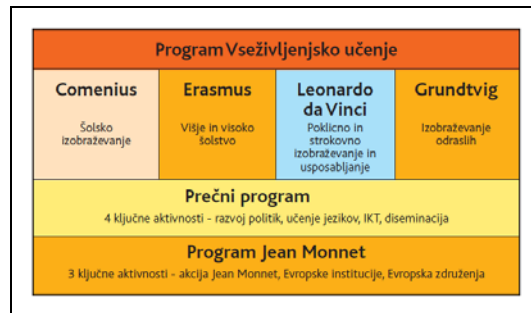 Program Vseživljenjsko učenje
Comenius
Šolsko
izobraževanje
Erasmus
Višje in visoko
šolstvo
Leonardo
da Vinci
Poklicno in
strokovno
izobraževanje in
usposabljanje
Grundtvig
Izobraževanje
odraslih
Prečni program
4 ključne aktivnosti - razvoj politik, učenje jezikov, IKT, diseminacija
Program Jean Monnet
3 ključne aktivnosti - akcija Jean Monnet, Evropske institucije, Evropska združenja